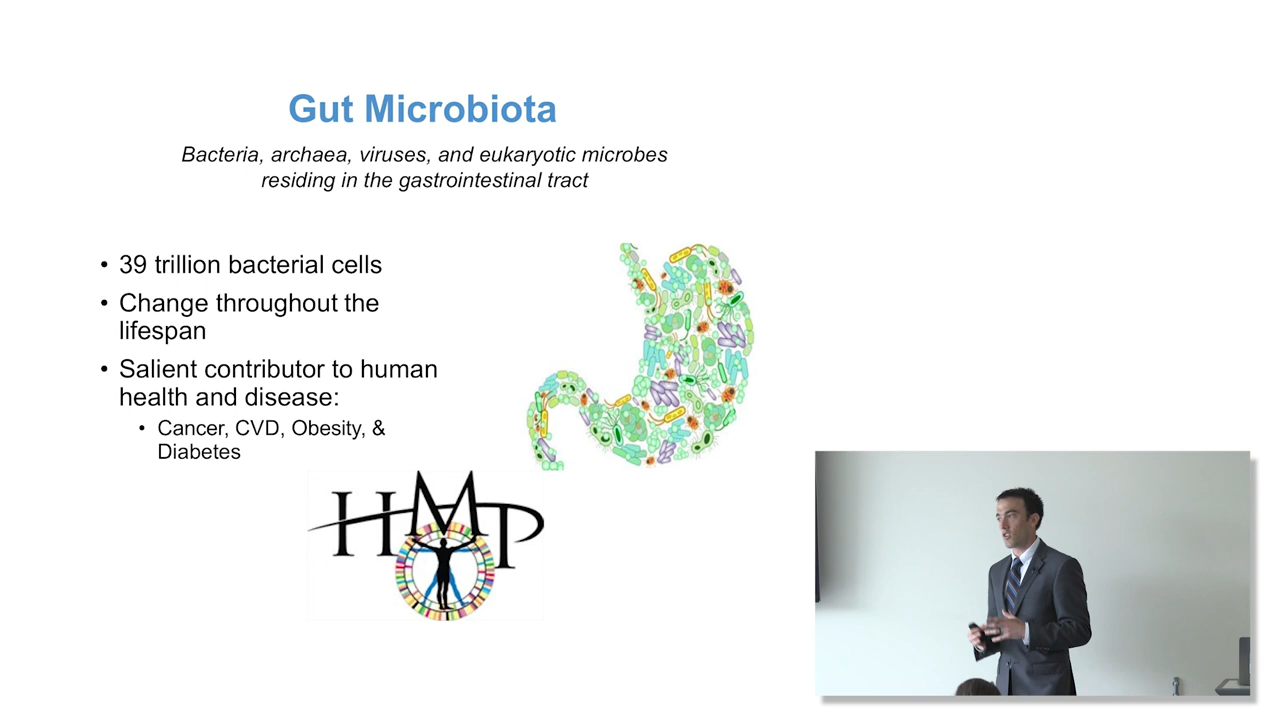 Gut Microbiota
Bacteria, archaea, viruses, and eukaryotic microbes
residing in the gastrointestinal tract
• 39 trillion bacterial cells
• Change throughout the
lifespan
• Salient contributor to human
health and disease:
• Cancer, CVD, Obesity, &
Diabetes
HMP